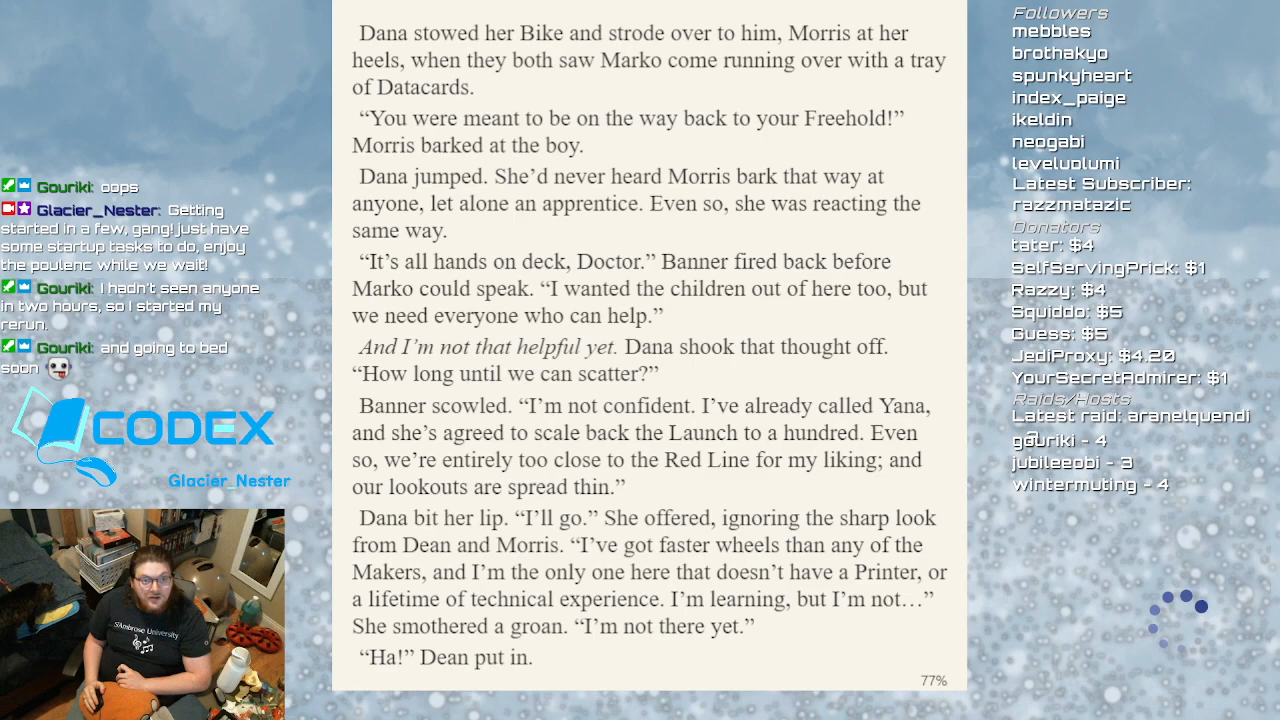 Dana stowed her Bike and strode over to him, Morris at her
heels, when they both saw Marko come running over with a tray
of Datacards.
“You were meant to be on the way back to your Freehold!”
Morris barked at the boy.
Dana jumped. She’d never heard Morris bark that way at
anyone, let alone an apprentice. Even so, she was reacting the
same way.
“It’s all hands on deck, Doctor.” Banner fired back before
Marko could speak. “I wanted the children out of here too, but
we need everyone who can help.”
And I’m not that helpful yet. Dana shook that thought off.
“How long until we can scatter?”
Banner scowled. “I’m not confident. I’ve already called Yana,
and she’s agreed to scale back the Launch to a hundred. Even
so, we’re entirely too close to the Red Line for my liking; and
our lookouts are spread thin.”
Dana bit her lip. “I’ll go.” She offered, ignoring the sharp look
from Dean and Morris. “I’ve got faster wheels than any of the
Makers, and I’m the only one here that doesn’t have a Printer, or
a lifetime of technical experience. I’m learning, but I’m not…”
She smothered a groan. “I’m not there yet.”
“Ha!” Dean put in.
77%
Gouriki: oops
Glacier_Nester: Getting
started in a few, gang! just have
some startup tasks to do, enjoy
the poulenc while we wait!
Gouriki: I hadn't seen anyone
in two hours, so I started my
rerun.
Gouriki: and going to bed
soon
CODEX
Glacier_Nester
St.Ambrose University
Followers
mebbles
brothakyo
spunkyheart
index_paige
ikeldin
neogabi
leveluolumi
Latest Subscriber:
razzmatazic
Donators
tater: $4
SelfServingPrick: $1
Razzy: $4
Squiddo: $5
Guess: $5
JediProxy: $4.20
YourSecretAdmirer: $1
Raids/Hosts
Latest raid: aranelquendi
gouriki - 4
jubileeobi - 3
wintermuting - 4